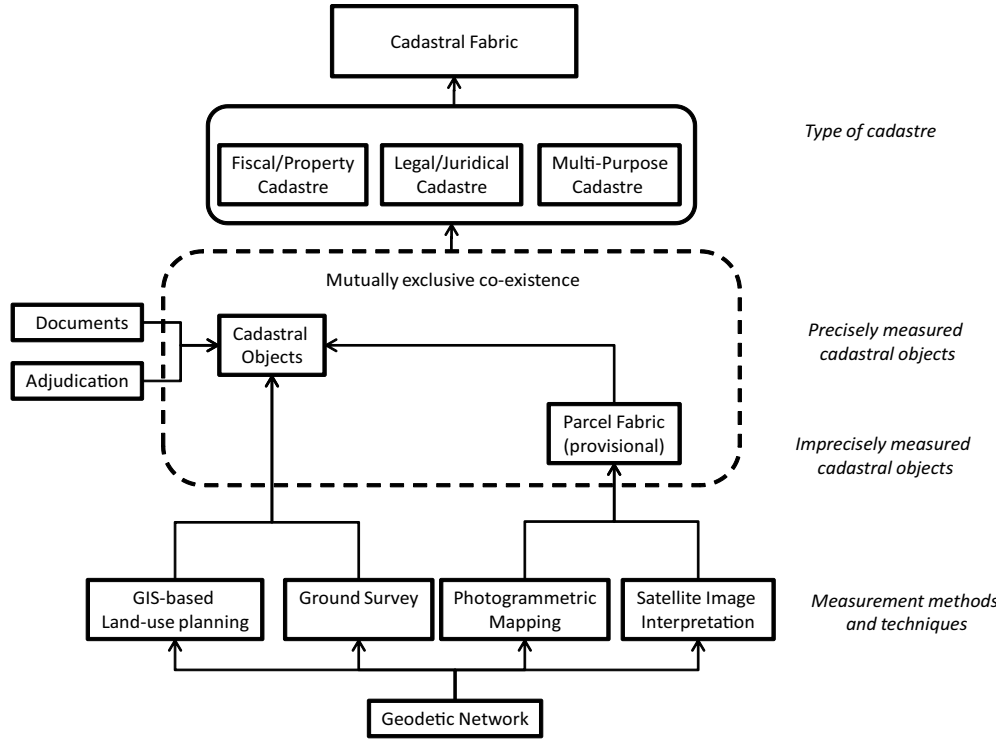 Cadastral Fabric
Type of cadastre
Fiscal/Property
Cadastre
Legal/Juridical
Cadastre
Multi-Purpose
Cadastre
Mutually exclusive co-existence
Documents
Adjudication
Cadastral
Objects
Precisely measured
cadastral objects
Parcel Fabric
(provisional)
Imprecisely measured
cadastral objects
GIS-based
Land-use planning
Ground Survey
Photogrammetric
Mapping
Satellite Image
Interpretation
Measurement methods
and techniques
Geodetic Network